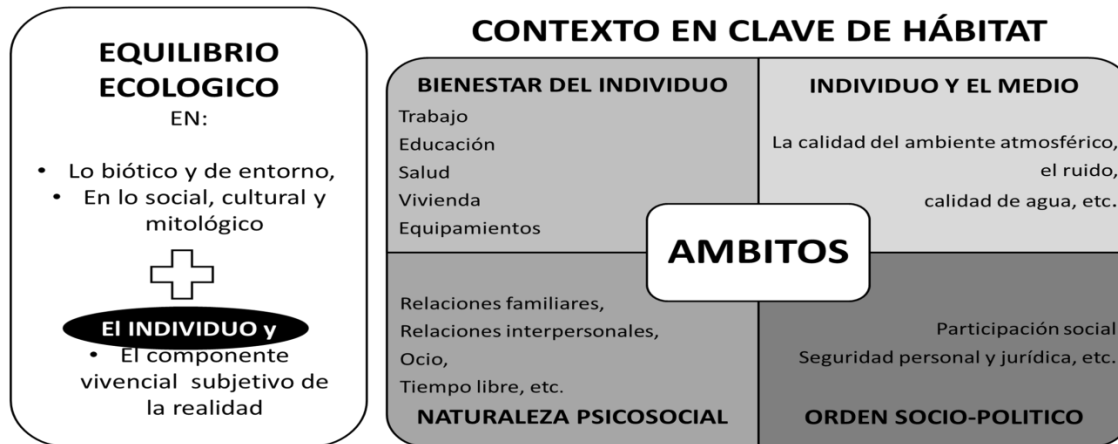 EQUILIBRIO
ECOLOGICO
EN:
• Lo biótico y de entorno,
• En lo social, cultural y
mitológico
El INDIVIDUO y
• El componente
vivencial subjetivo de
la realidad
CONTEXTO EN CLAVE DE HÁBITAT
BIENESTAR DEL INDIVIDUO
Trabajo
Educación
Salud
Vivienda
Equipamientos
INDIVIDUO Y EL MEDIO
La calidad del ambiente atmosférico,
el ruido,
calidad de agua, etc.
AMBITOS
Relaciones familiares,
Relaciones interpersonales,
Ocio,
Tiempo libre, etc.
NATURALEZA PSICOSOCIAL
Participación social
Seguridad personal y jurídica, etc.
ORDEN SOCIO-POLITICO